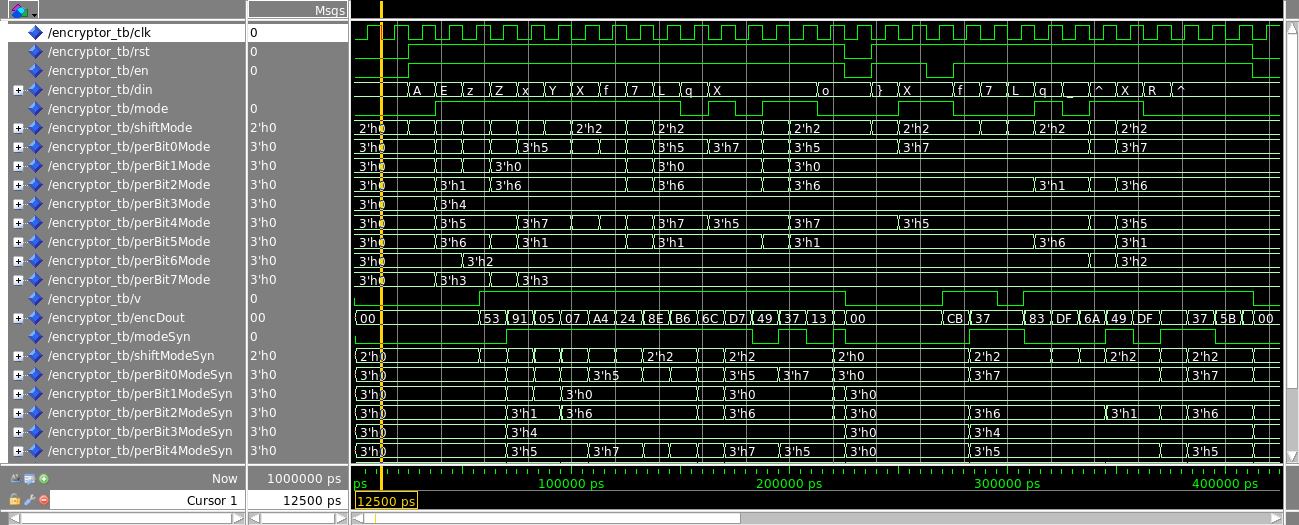 Msgs
/encryptor_tb/clk 0
/encryptor_tb/rst 0
/encryptor_tb/en 0
/encryptor_tb/din A E z Z x Y X f 7 L q X o } X f 7 L q _ ^ X R ^
/encryptor_tb/mode 0
/encryptor_tb/shiftMode 2'h0 2'h0 2'h2 2'h2 2'h2 2'h2 2'h2 2'h2
/encryptor_tb/perBit0Mode 3'h0 3'h0 3'h5 3'h5 3'h7 3'h5 3'h7 3'h7
/encryptor_tb/perBit1Mode 3'h0 3'h0 3'h0 3'h0 3'h0
/encryptor_tb/perBit2Mode 3'h0 3'h0 3'h1 3'h6 3'h6 3'h6 3'h1 3'h6
/encryptor_tb/perBit3Mode 3'h0 3'h0 3'h4
/encryptor_tb/perBit4Mode 3'h0 3'h0 3'h5 3'h7 3'h7 3'h5 3'h7 3'h5 3'h5
/encryptor_tb/perBit5Mode 3'h0 3'h0 3'h6 3'h1 3'h1 3'h1 3'h6 3'h1
/encryptor_tb/perBit6Mode 3'h0 3'h0 3'h2 3'h2
/encryptor_tb/perBit7Mode 3'h0 3'h0 3'h3 3'h3
/encryptor_tb/v 0
/encryptor_tb/encDout 00 00 53 91 05 07 A4 24 8E B6 6C D7 49 37 13 00 CB 37 83 DF 6A 49 DF 37 5B 00
/encryptor_tb/modeSyn 0
/encryptor_tb/shiftModeSyn 2'h0 2'h0 2'h2 2'h2 2'h0 2'h2 2'h2 2'h2
/encryptor_tb/perBit0ModeSyn 3'h0 3'h0 3'h5 3'h5 3'h7 3'h0 3'h7 3'h7
/encryptor_tb/perBit1ModeSyn 3'h0 3'h0 3'h0 3'h0 3'h0
/encryptor_tb/perBit2ModeSyn 3'h0 3'h0 3'h1 3'h6 3'h6 3'h0 3'h6 3'h1 3'h6
/encryptor_tb/perBit3ModeSyn 3'h0 3'h0 3'h4 3'h0 3'h4
/encryptor_tb/perBit4ModeSyn 3'h0 3'h0 3'h5 3'h7 3'h7 3'h5 3'h0 3'h5 3'h5
Now 1000000 ps ps 100000 ps 200000 ps 300000 ps 400000 ps
Cursor 1 12500 ps 12500 ps